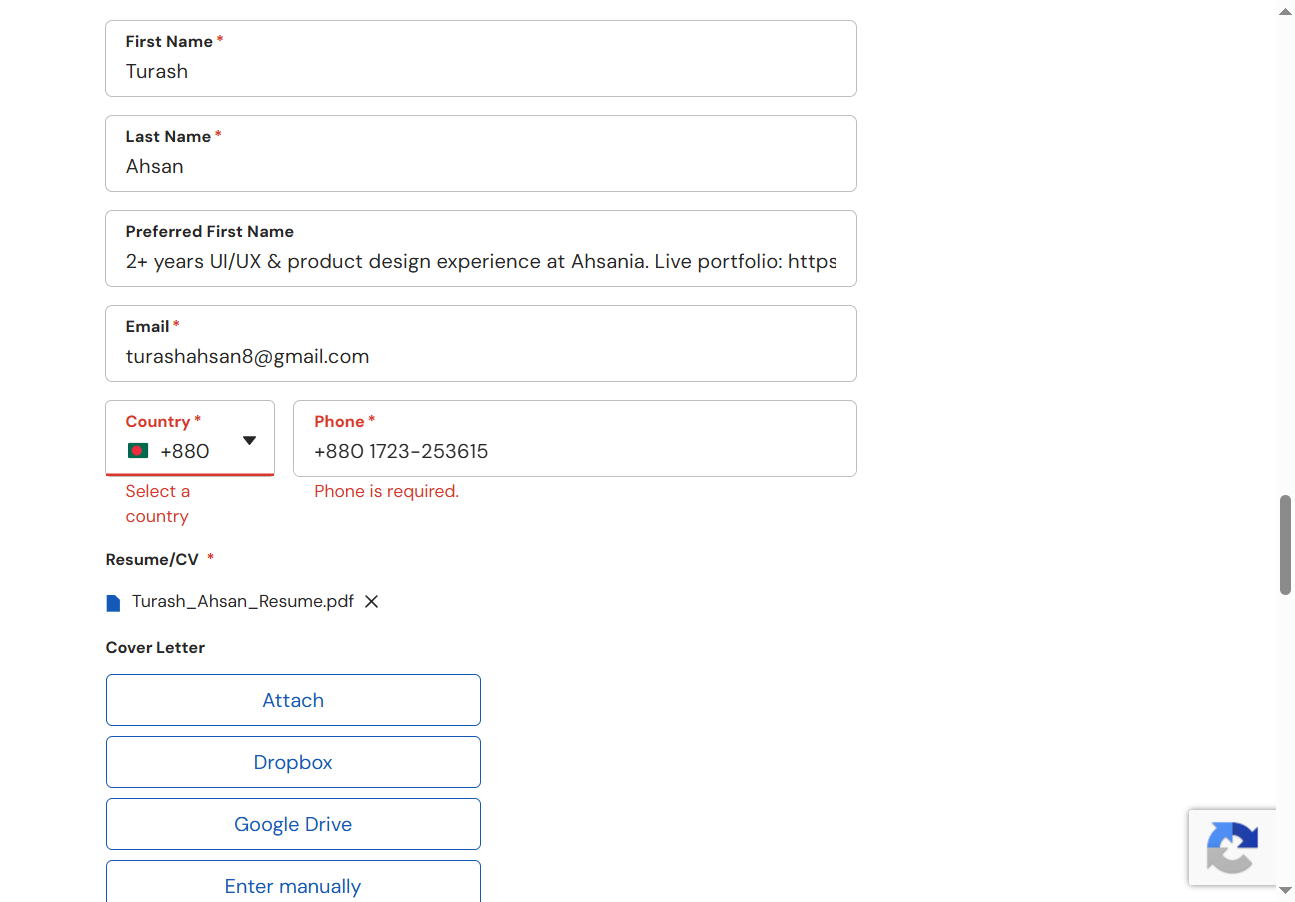 First Name *
Turash
Last Name *
Ahsan
Preferred First Name
2+ years UI/UX & product design experience at Ahsania. Live portfolio: https
Email *
turashahsan8@gmail.com
Country *
+880
Select a
country
Phone *
+880 1723-253615
Phone is required.
Resume/CV *
Turash_Ahsan_Resume.pdf
Cover Letter
Attach
Dropbox
Google Drive
Enter manually